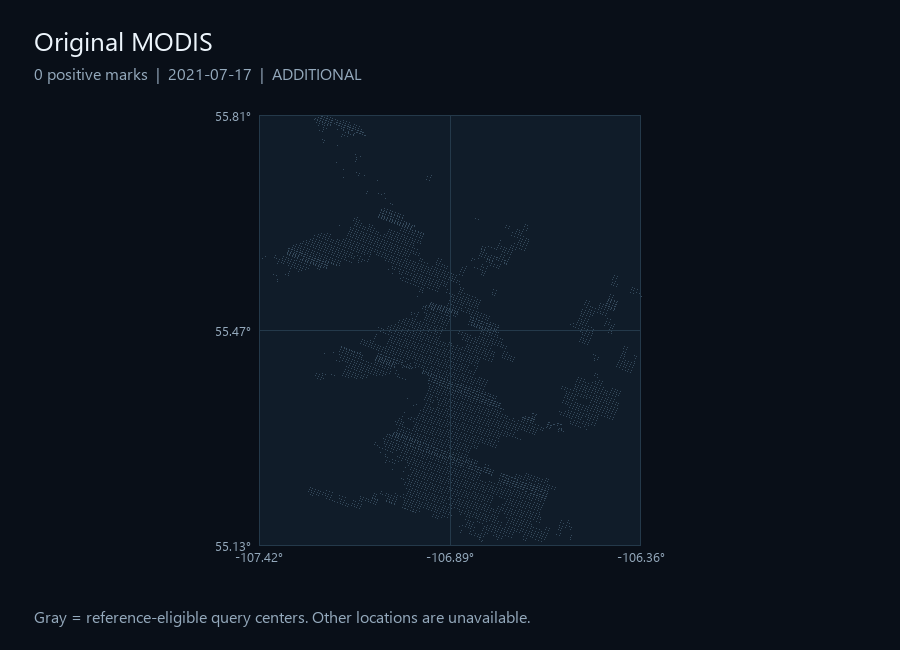 Original MODIS
0 positive marks | 2021-07-17 | ADDITIONAL
55.81°
55.47°
55.13°
-107.42° -106.89° -106.36°
Gray = reference-eligible query centers. Other locations are unavailable.